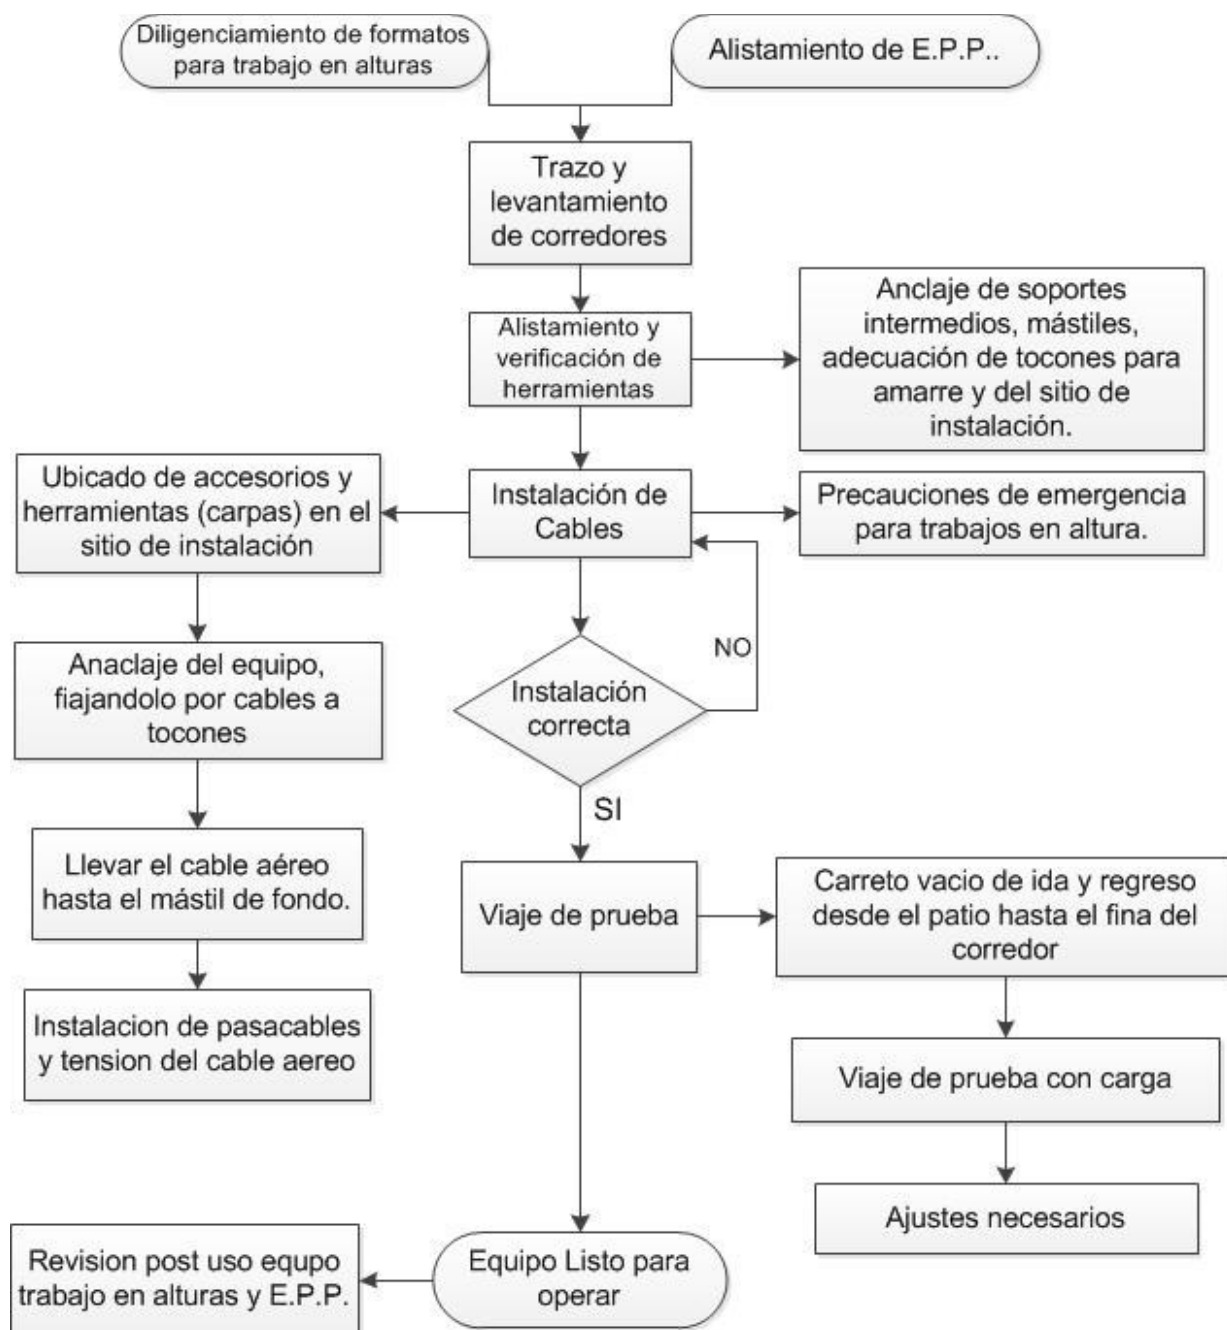 Diligenciamiento de formatos
para trabajo en alturas
Alistamiento de E.P.P..
Trazo y
levantamiento
de corredores
Alistamiento y
verificación de
herramientas
Anclaje de soportes
intermedios, mástiles,
adecuación de tocones para
amarre y del sitio de
instalación.
Ubicado de accesorios y
herramientas (carpas) en el
sitio de instalación
Instalación de
Cables
Precauciones de emergencia
para trabajos en altura.
Anaclaje del equipo,
fiajandolo por cables a
tocones
Instalación
correcta
NO
SI
Llevar el cable aéreo
hasta el mástil de fondo.
Viaje de prueba
Carreto vacio de ida y regreso
desde el patio hasta el fina del
corredor
Instalacion de pasacables
y tension del cable aereo
Viaje de prueba con carga
Ajustes necesarios
Revision post uso equpo
trabajo en alturas y E.P.P.
Equipo Listo para
operar